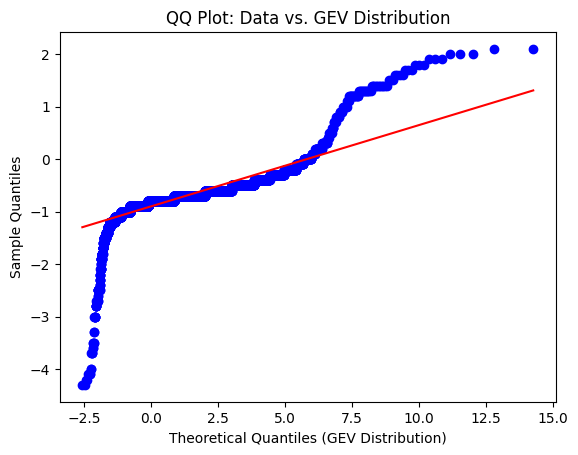 QQ Plot: Data vs. GEV Distribution
Sample Quantiles
2
1
0
−1
−2
−3
−4
−2.5 0.0 2.5 5.0 7.5 10.0 12.5 15.0
Theoretical Quantiles (GEV Distribution)